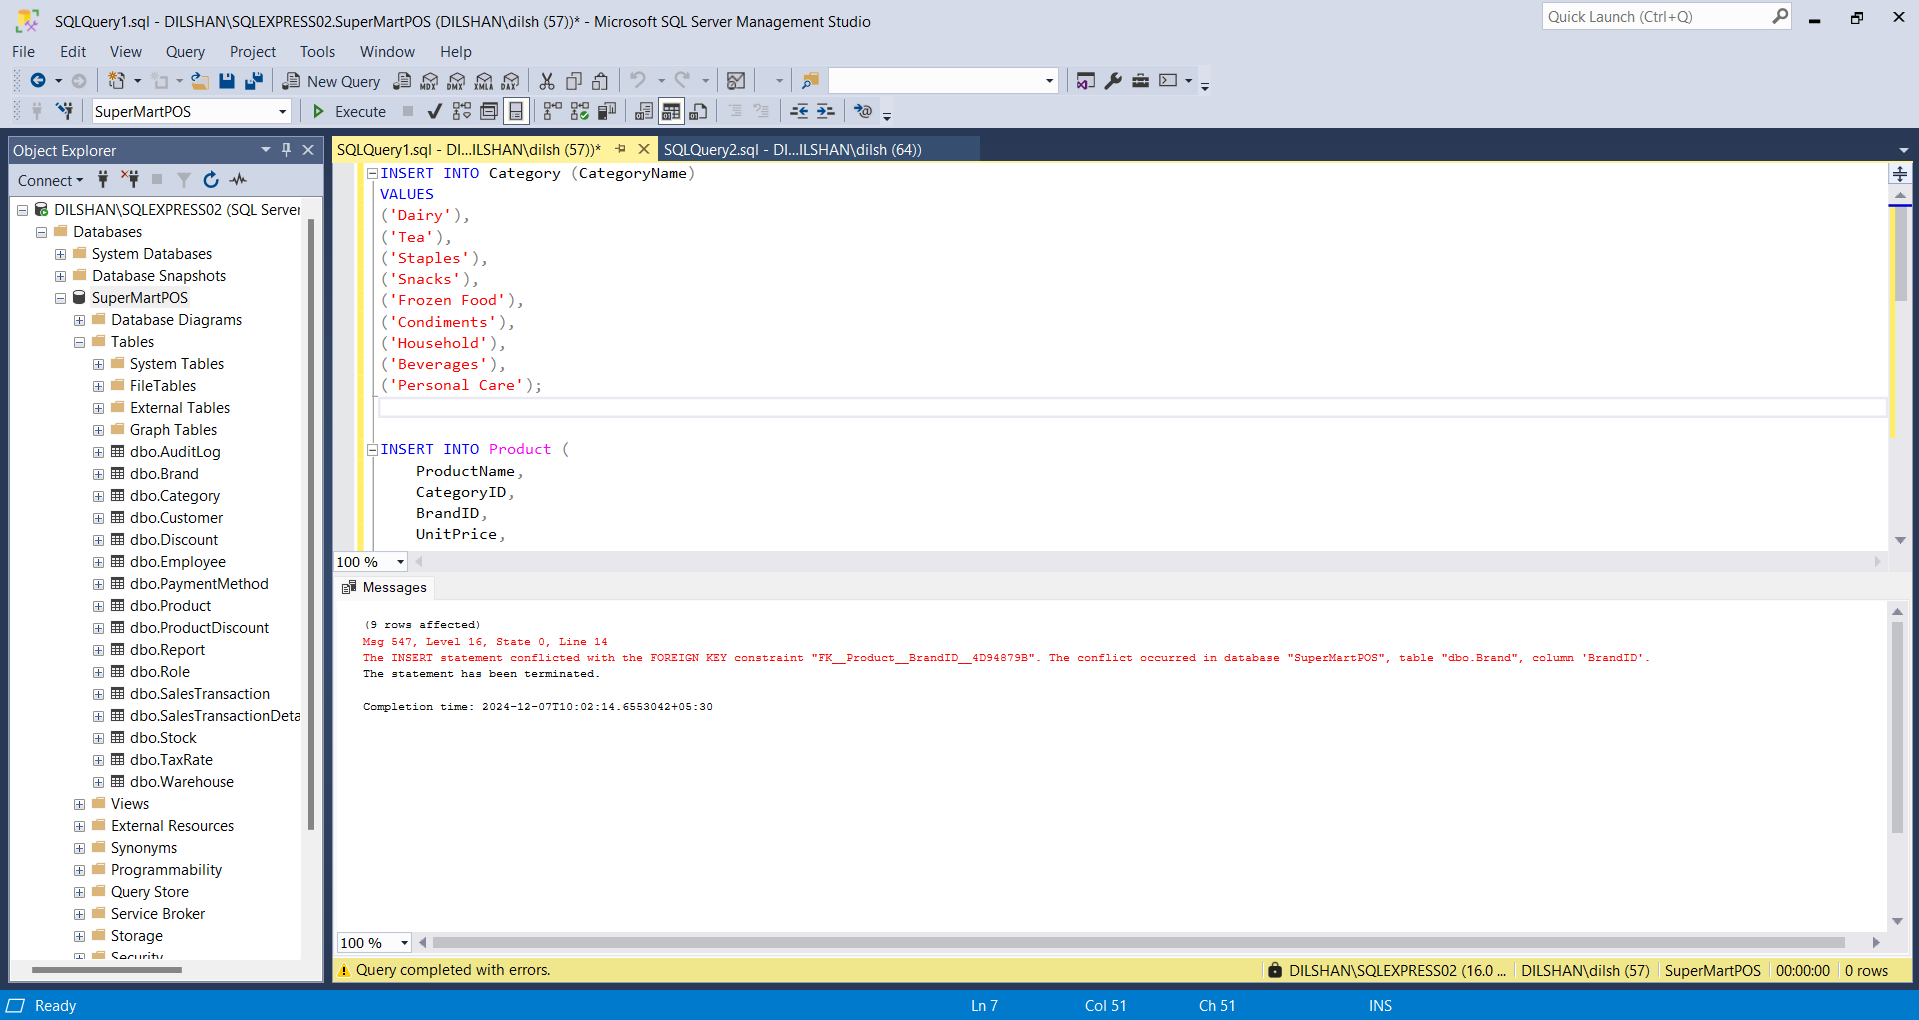 SQLQuery1.sql - DILSHAN\SQLEXPRESS02.SuperMartPOS (DILSHAN\dilsh (57))* - Microsoft SQL Server Management Studio
Quick Launch (Ctrl+Q)
File Edit View Query Project Tools Window Help
New Query MDX DMX XMLA DAX
SuperMartPOS Execute
Object Explorer
Connect
DILSHAN\SQLEXPRESS02 (SQL Server
Databases
System Databases
Database Snapshots
SuperMartPOS
Database Diagrams
Tables
System Tables
FileTables
External Tables
Graph Tables
dbo.AuditLog
dbo.Brand
dbo.Category
dbo.Customer
dbo.Discount
dbo.Employee
dbo.PaymentMethod
dbo.Product
dbo.ProductDiscount
dbo.Report
dbo.Role
dbo.SalesTransaction
dbo.SalesTransactionDeta
dbo.Stock
dbo.TaxRate
dbo.Warehouse
Views
External Resources
Synonyms
Programmability
Query Store
Service Broker
Storage
Security
SQLQuery1.sql - DI...ILSHAN\dilsh (57))* SQLQuery2.sql - DI...ILSHAN\dilsh (64))
INSERT INTO Category (CategoryName)
VALUES
('Dairy'),
('Tea'),
('Staples'),
('Snacks'),
('Frozen Food'),
('Condiments'),
('Household'),
('Beverages'),
('Personal Care');
INSERT INTO Product (
ProductName,
CategoryID,
BrandID,
UnitPrice,
100 %
Messages
(9 rows affected)
Msg 547, Level 16, State 0, Line 14
The INSERT statement conflicted with the FOREIGN KEY constraint "FK__Product__BrandID__4D94879B". The conflict occurred in database "SuperMartPOS", table "dbo.Brand", column 'BrandID'.
The statement has been terminated.
Completion time: 2024-12-07T10:02:14.6553042+05:30
100 %
Query completed with errors. DILSHAN\SQLEXPRESS02 (16.0 ... DILSHAN\dilsh (57) SuperMartPOS 00:00:00 0 rows
Ready Ln 7 Col 51 Ch 51 INS